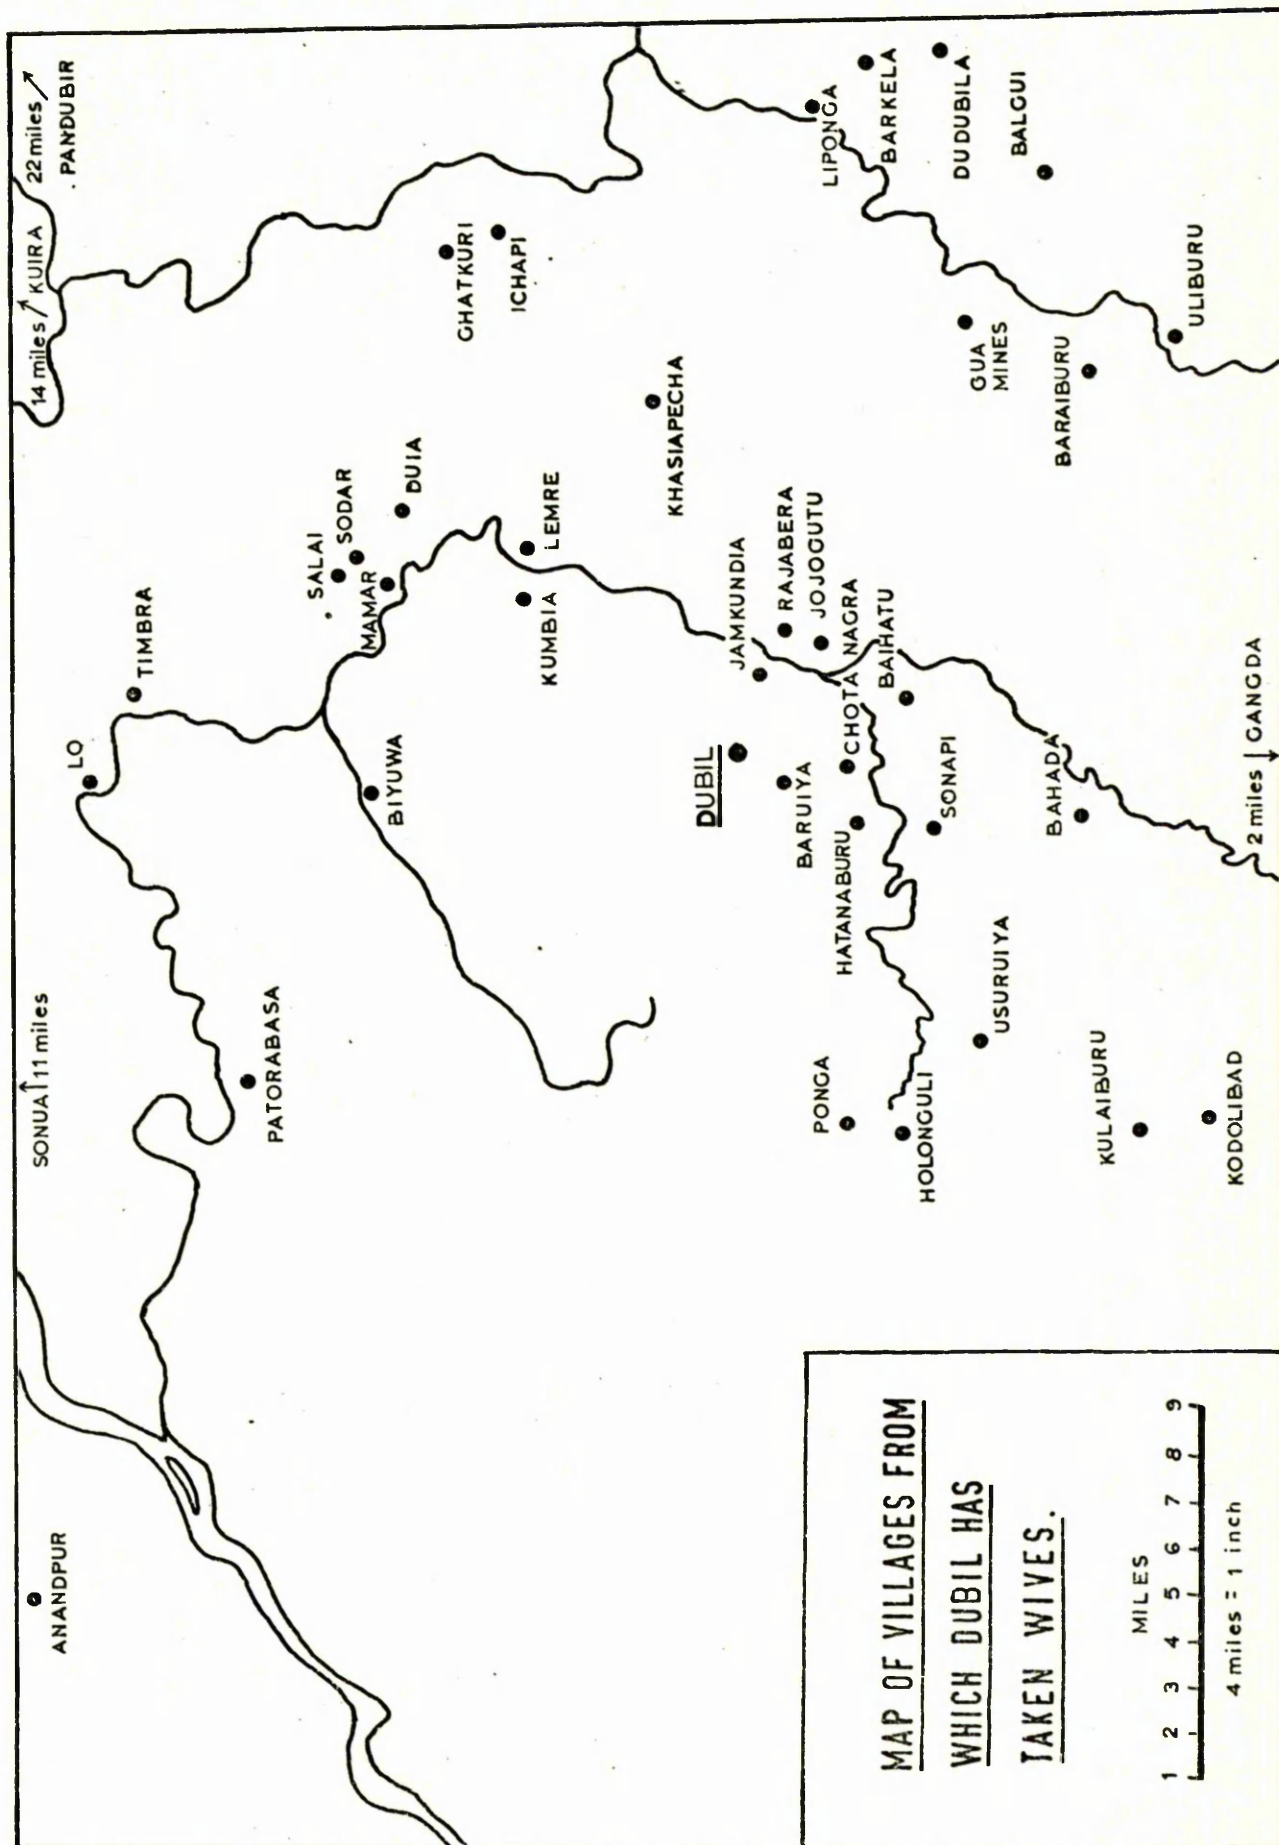 SONUA ↑ 11 miles
14 miles ↗ KUIRA
22 miles ↗
PANDUBIR
ANANDPUR
LO
TIMBRA
PATORABASA
SALAI
SODAR
MAMAR
DUIA
BIYUWA
GHATKURI
ICHAPI
KUMBIA
LEMRE
KHASIAPECHA
DUBIL
JAMKUNDIA
RAJABERA
JOJOGUTU
BARUIYA
CHOTA NAGRA
HATANABURU
BAIHATU
SONAPI
PONGA
HOLONGULI
USURUIYA
BAHADA
KULAIBURU
KODOLIBAD
2 miles ↓ GANGDA
LIPONGA
BARKELA
DUDUBILA
BALGUI
GUA
MINES
BARAIBURU
ULIBURU
MAP OF VILLAGES FROM
WHICH DUBIL HAS
TAKEN WIVES.
MILES
1 2 3 4 5 6 7 8 9
4 miles = 1 inch